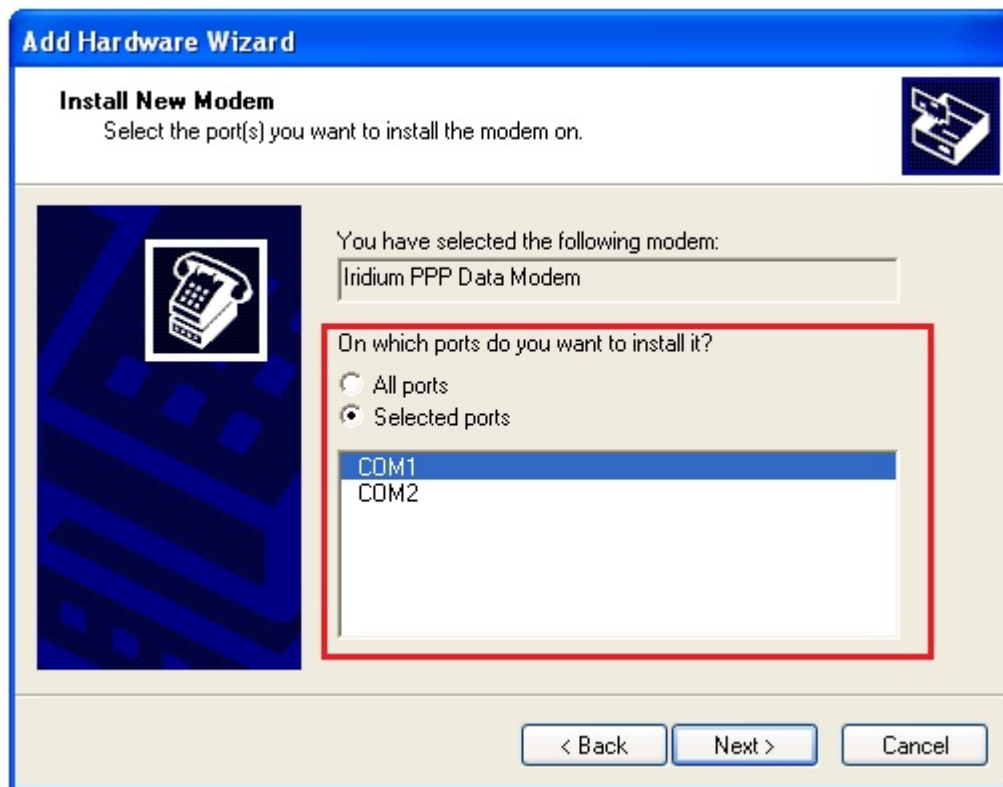 Add Hardware Wizard
Install New Modem
Select the port(s) you want to install the modem on.
You have selected the following modem:
Iridium PPP Data Modem
On which ports do you want to install it?
All ports
Selected ports
COM1
COM2
< Back Next > Cancel